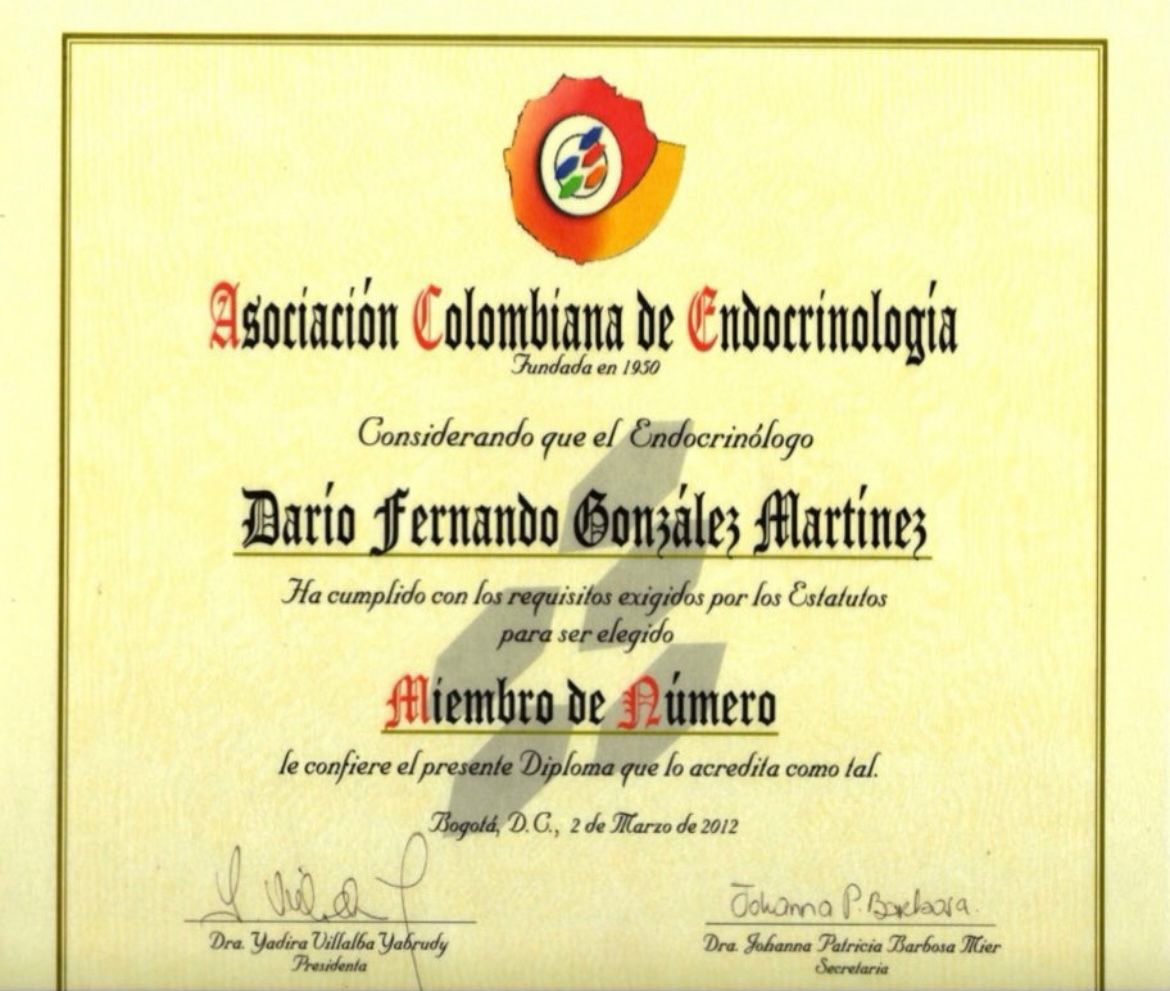 Asociación Colombiana de Endocrinología
Fundada en 1950
Considerando que el Endocrinólogo
Darío Fernando González Martínez
Ha cumplido con los requisitos exigidos por los Estatutos
para ser elegido
Miembro de Número
le confiere el presente Diploma que lo acredita como tal.
Bogotá, D.C., 2 de Marzo de 2012
Johanna P. Barbosa.
Dra. Yadira Villalba Yabrudy
Presidenta
Dra. Johanna Patricia Barbosa Mier
Secretaria